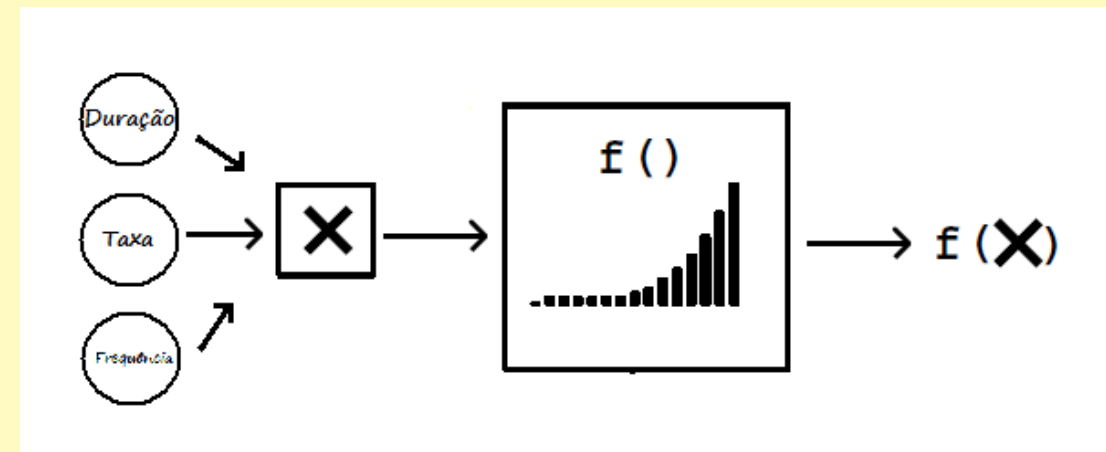 Duração
Taxa
Frequência
×
f()
f(×)